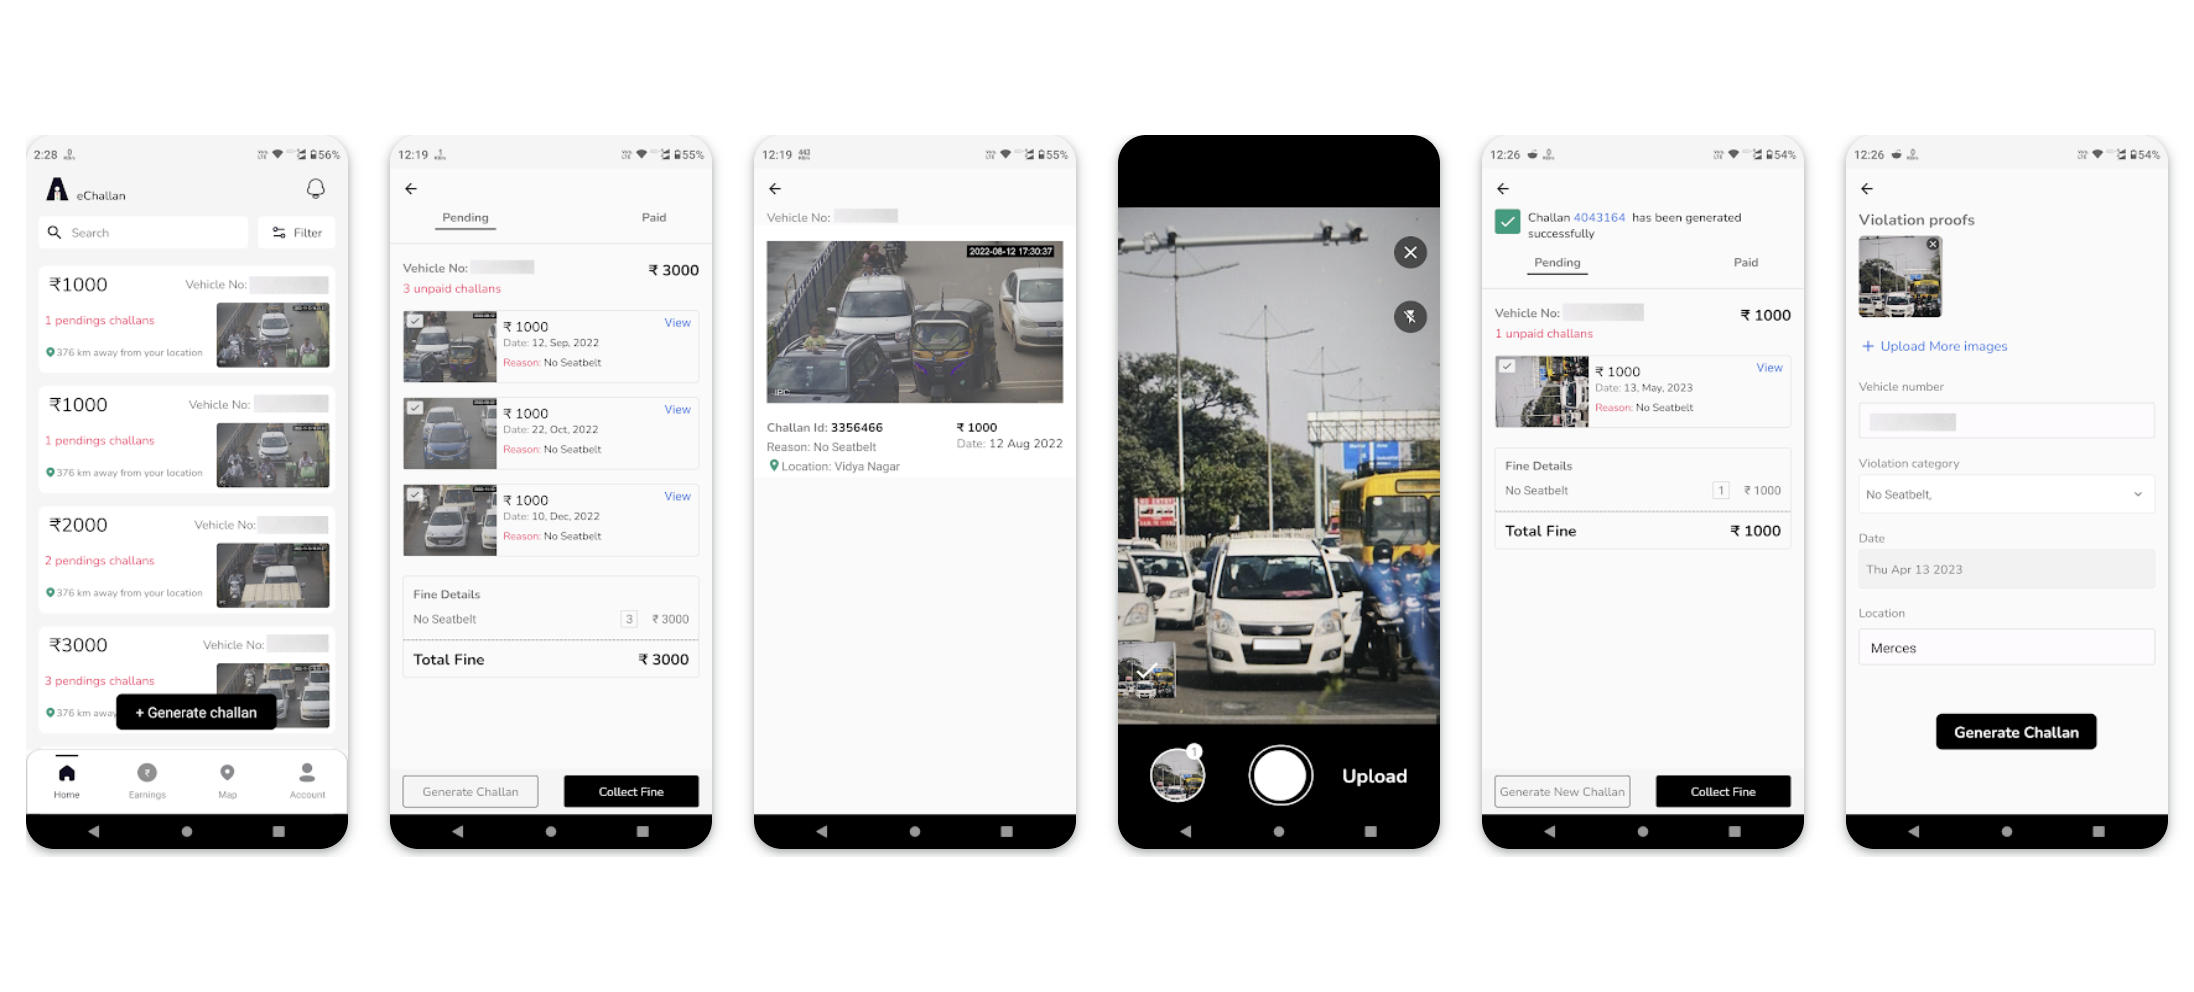 2:28
56%
eChallan
Search
Filter
₹1000
Vehicle No:
1 pendings challans
376 km away from your location
₹1000
Vehicle No:
1 pendings challans
376 km away from your location
₹2000
Vehicle No:
2 pendings challans
376 km away from your location
₹3000
Vehicle No:
3 pendings challans
376 km away
+ Generate challan
Home
Earnings
Map
Account
12:19
55%
Pending
Paid
Vehicle No:
₹ 3000
3 unpaid challans
₹ 1000
View
Date: 12, Sep, 2022
Reason: No Seatbelt
₹ 1000
View
Date: 22, Oct, 2022
Reason: No Seatbelt
₹ 1000
View
Date: 10, Dec, 2022
Reason: No Seatbelt
Fine Details
No Seatbelt 3 ₹ 3000
Total Fine ₹ 3000
Generate Challan
Collect Fine
12:19
55%
Vehicle No:
2022-08-12 17:30:37
IPC
Challan Id: 3356466
₹ 1000
Reason: No Seatbelt
Date: 12 Aug 2022
Location: Vidya Nagar
NO ENTRY
1
Upload
12:26
54%
Challan 4043164 has been generated
successfully
Pending
Paid
Vehicle No:
₹ 1000
1 unpaid challans
₹ 1000
View
Date: 13, May, 2023
Reason: No Seatbelt
Fine Details
No Seatbelt 1 ₹ 1000
Total Fine ₹ 1000
Generate New Challan
Collect Fine
12:26
54%
Violation proofs
+ Upload More images
Vehicle number
Violation category
No Seatbelt,
Date
Thu Apr 13 2023
Location
Merces
Generate Challan